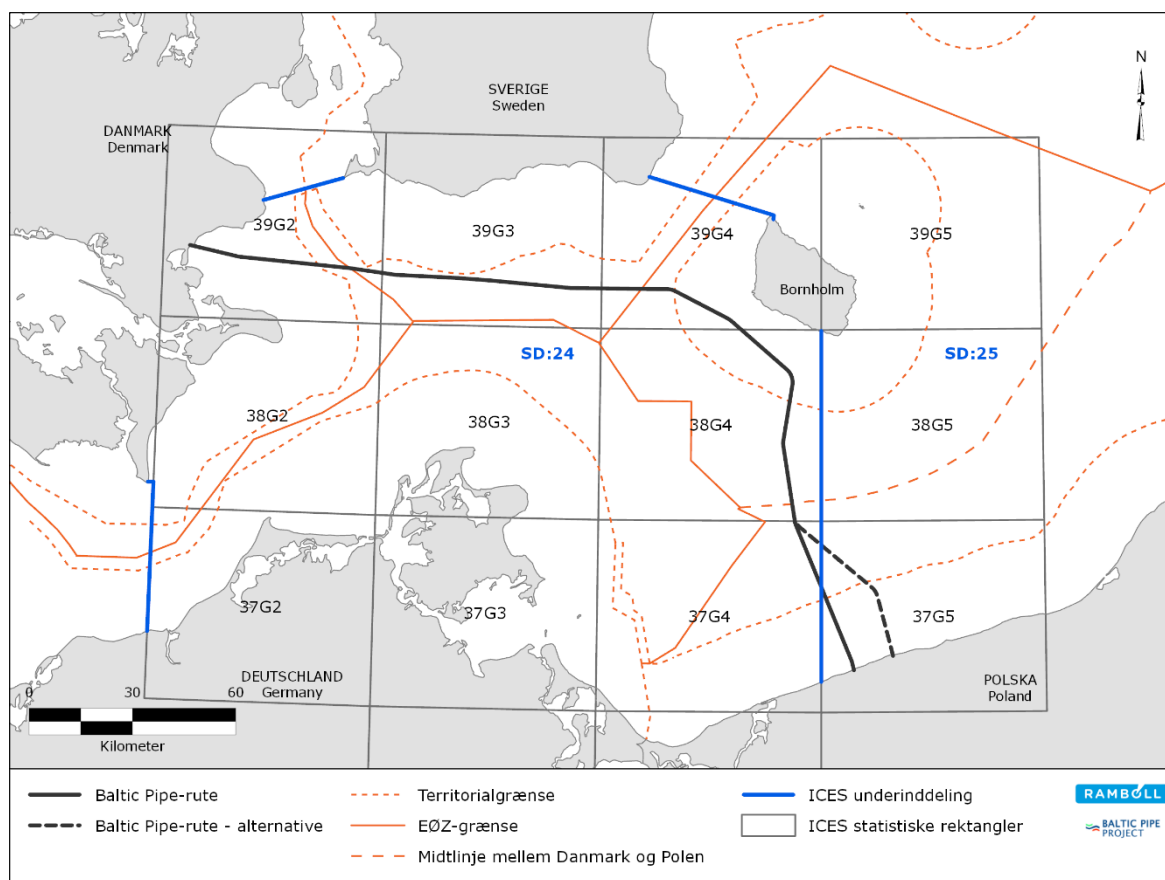 N
SVERIGE
Sweden
DANMARK
Denmark
39G2
39G3
39G4
39G5
Bornholm
SD:24
SD:25
38G2
38G3
38G4
38G5
37G2
37G3
37G4
37G5
DEUTSCHLAND
Germany
POLSKA
Poland
0 30 60
Kilometer
Baltic Pipe-rute
Baltic Pipe-rute - alternative
Territorialgrænse
EØZ-grænse
Midtlinje mellem Danmark og Polen
ICES underinddeling
ICES statistiske rektangler
RAMBOLL
BALTIC PIPE
PROJECT